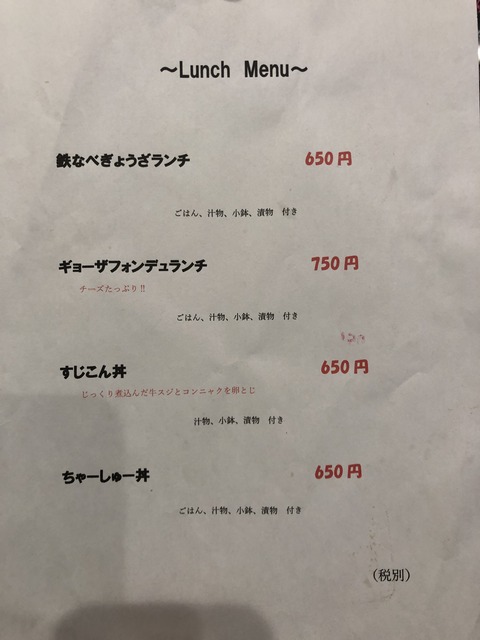 ～Lunch Menu～
鉄なべぎょうざランチ 650円
ごはん、汁物、小鉢、漬物 付き
ギョーザフォンデュランチ 750円
チーズたっぷり!!
ごはん、汁物、小鉢、漬物 付き
すじこん丼 650円
じっくり煮込んだ牛スジとコンニャクを卵とじ
汁物、小鉢、漬物 付き
ちゃーしゅー丼 650円
ごはん、汁物、小鉢、漬物 付き
（税別）